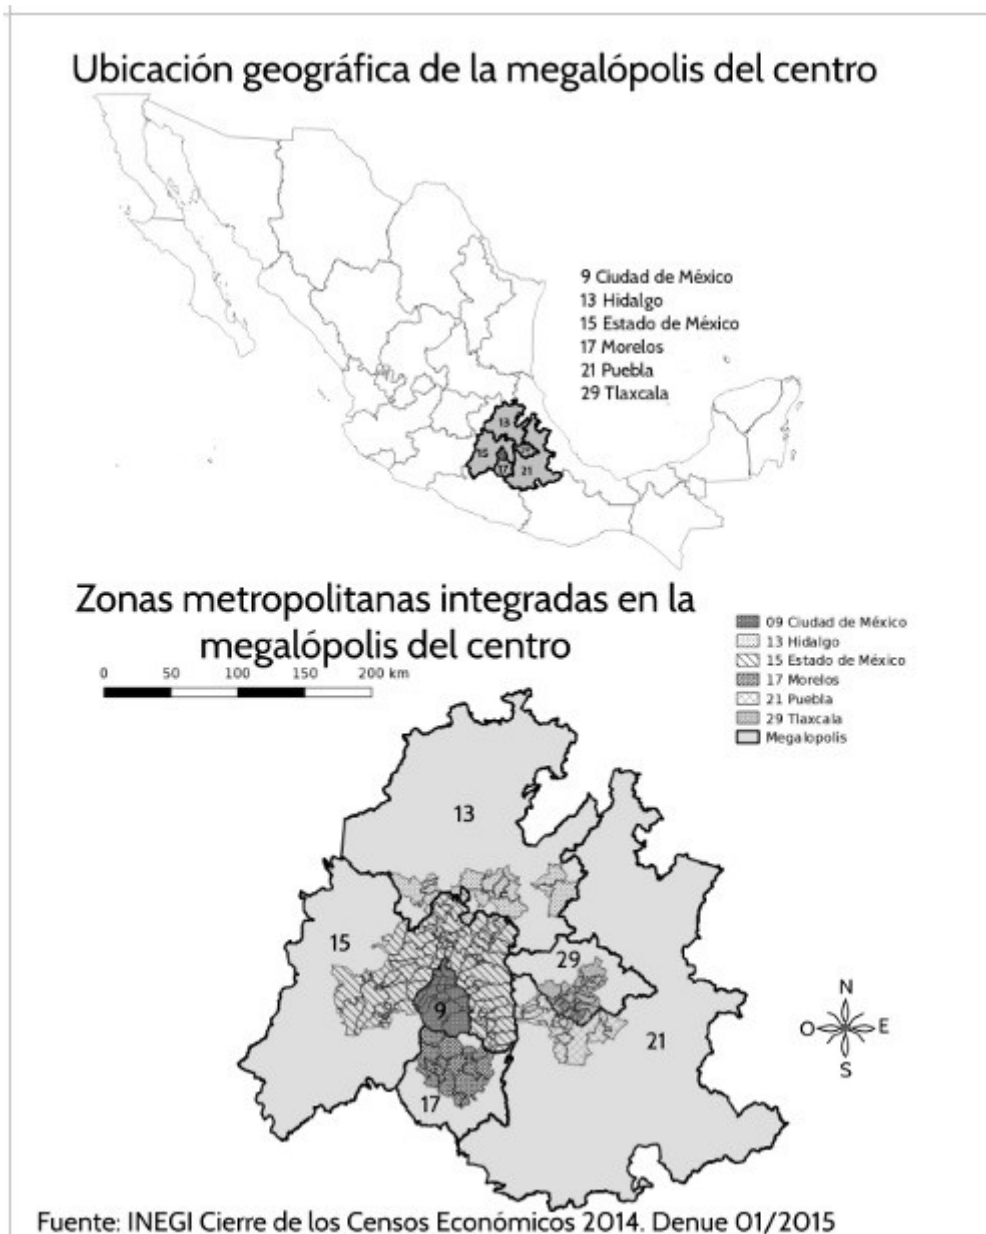 Ubicación geográfica de la megalópolis del centro
9 Ciudad de México
13 Hidalgo
15 Estado de México
17 Morelos
21 Puebla
29 Tlaxcala
13
15
17
21
Zonas metropolitanas integradas en la
megalópolis del centro
0 50 100 150 200 km
09 Ciudad de México
13 Hidalgo
15 Estado de México
17 Morelos
21 Puebla
29 Tlaxcala
Megalopolis
13
15
29
9
21
17
N
O E
S
Fuente: INEGI Cierre de los Censos Económicos 2014. Denue 01/2015